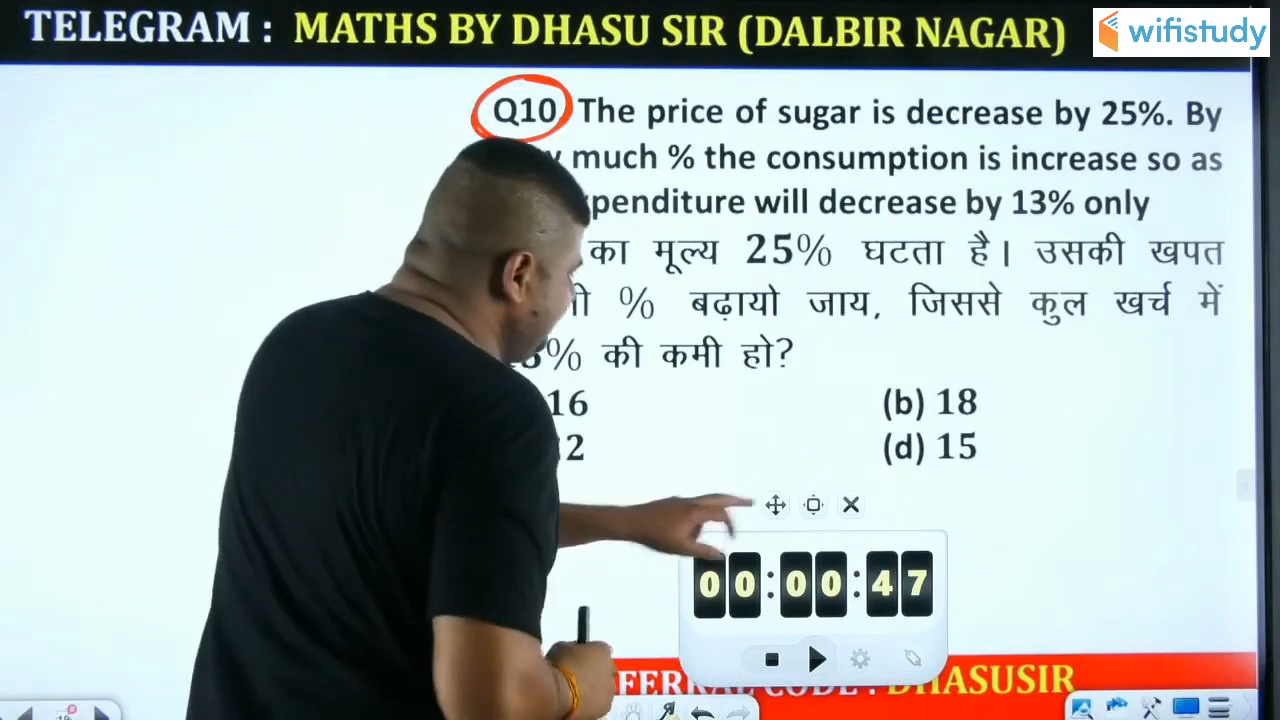 TELEGRAM : MATHS BY DHASU SIR (DALBIR NAGAR)
wifistudy
Q10 The price of sugar is decrease by 25%. By
much % the consumption is increase so as
penditure will decrease by 13% only
का मूल्य 25% घटता है। उसकी खपत
% बढ़ायो जाय, जिससे कुल खर्च में
% की कमी हो?
16 (b) 18
2 (d) 15
00:00:47
FERRAL CODE : DHASUSIR